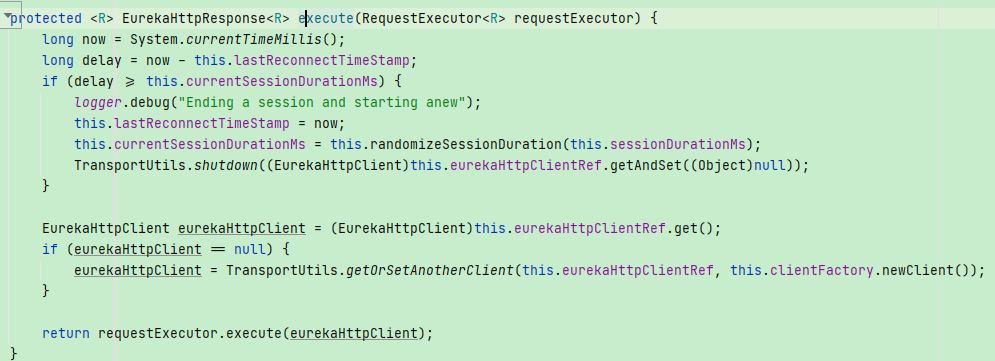 protected <R> EurekaHttpResponse<R> execute(RequestExecutor<R> requestExecutor) {
    long now = System.currentTimeMillis();
    long delay = now - this.lastReconnectTimeStamp;
    if (delay >= this.currentSessionDurationMs) {
        logger.debug("Ending a session and starting anew");
        this.lastReconnectTimeStamp = now;
        this.currentSessionDurationMs = this.randomizeSessionDuration(this.sessionDurationMs);
        TransportUtils.shutdown((EurekaHttpClient)this.eurekaHttpClientRef.getAndSet((Object)null));
    }

    EurekaHttpClient eurekaHttpClient = (EurekaHttpClient)this.eurekaHttpClientRef.get();
    if (eurekaHttpClient == null) {
        eurekaHttpClient = TransportUtils.getOrSetAnotherClient(this.eurekaHttpClientRef, this.clientFactory.newClient());
    }

    return requestExecutor.execute(eurekaHttpClient);
}